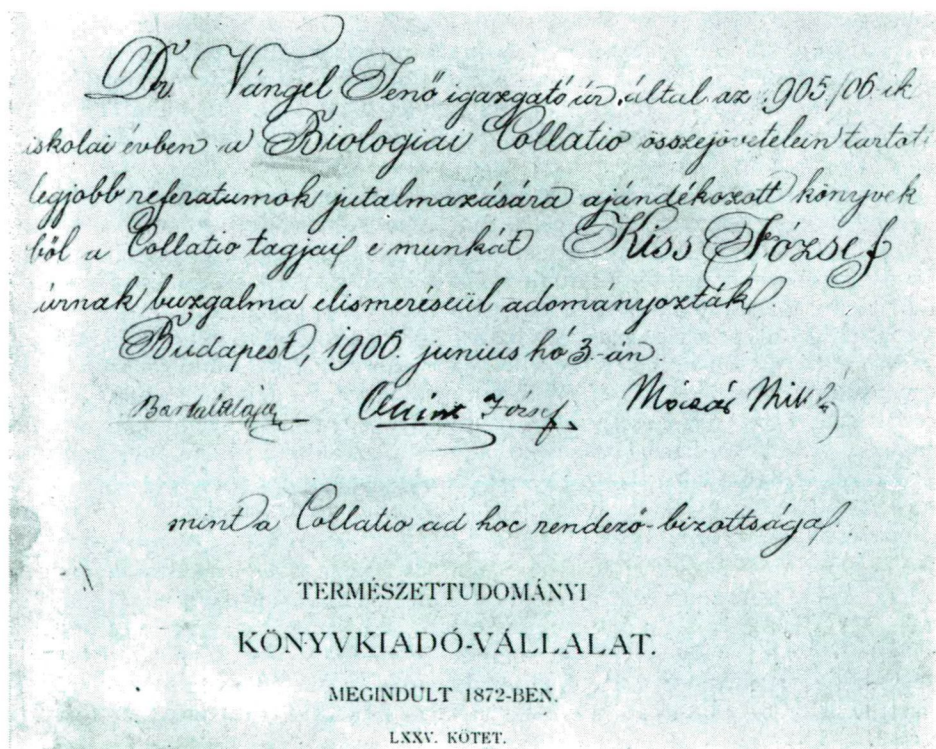 Dr. Vángel Jenő igazgató úr által az 905/06.ik
iskolai évben a Biologiai Collatio összejövetelein tartott
legjobb referatumok jutalmazására ajándékozott könyvek
ből a Collatio tagjai e munkát Kiss József
úrnak buzgalma elismeréseül adományozták.
Budapest, 1906. junius hó 3-án.
József
mint a Collatio ad hoc rendező-bizottsága.
TERMÉSZETTUDOMÁNYI
KÖNYVKIADÓ-VÁLLALAT.
MEGINDULT 1872-BEN.
LXXV. KÖTET.